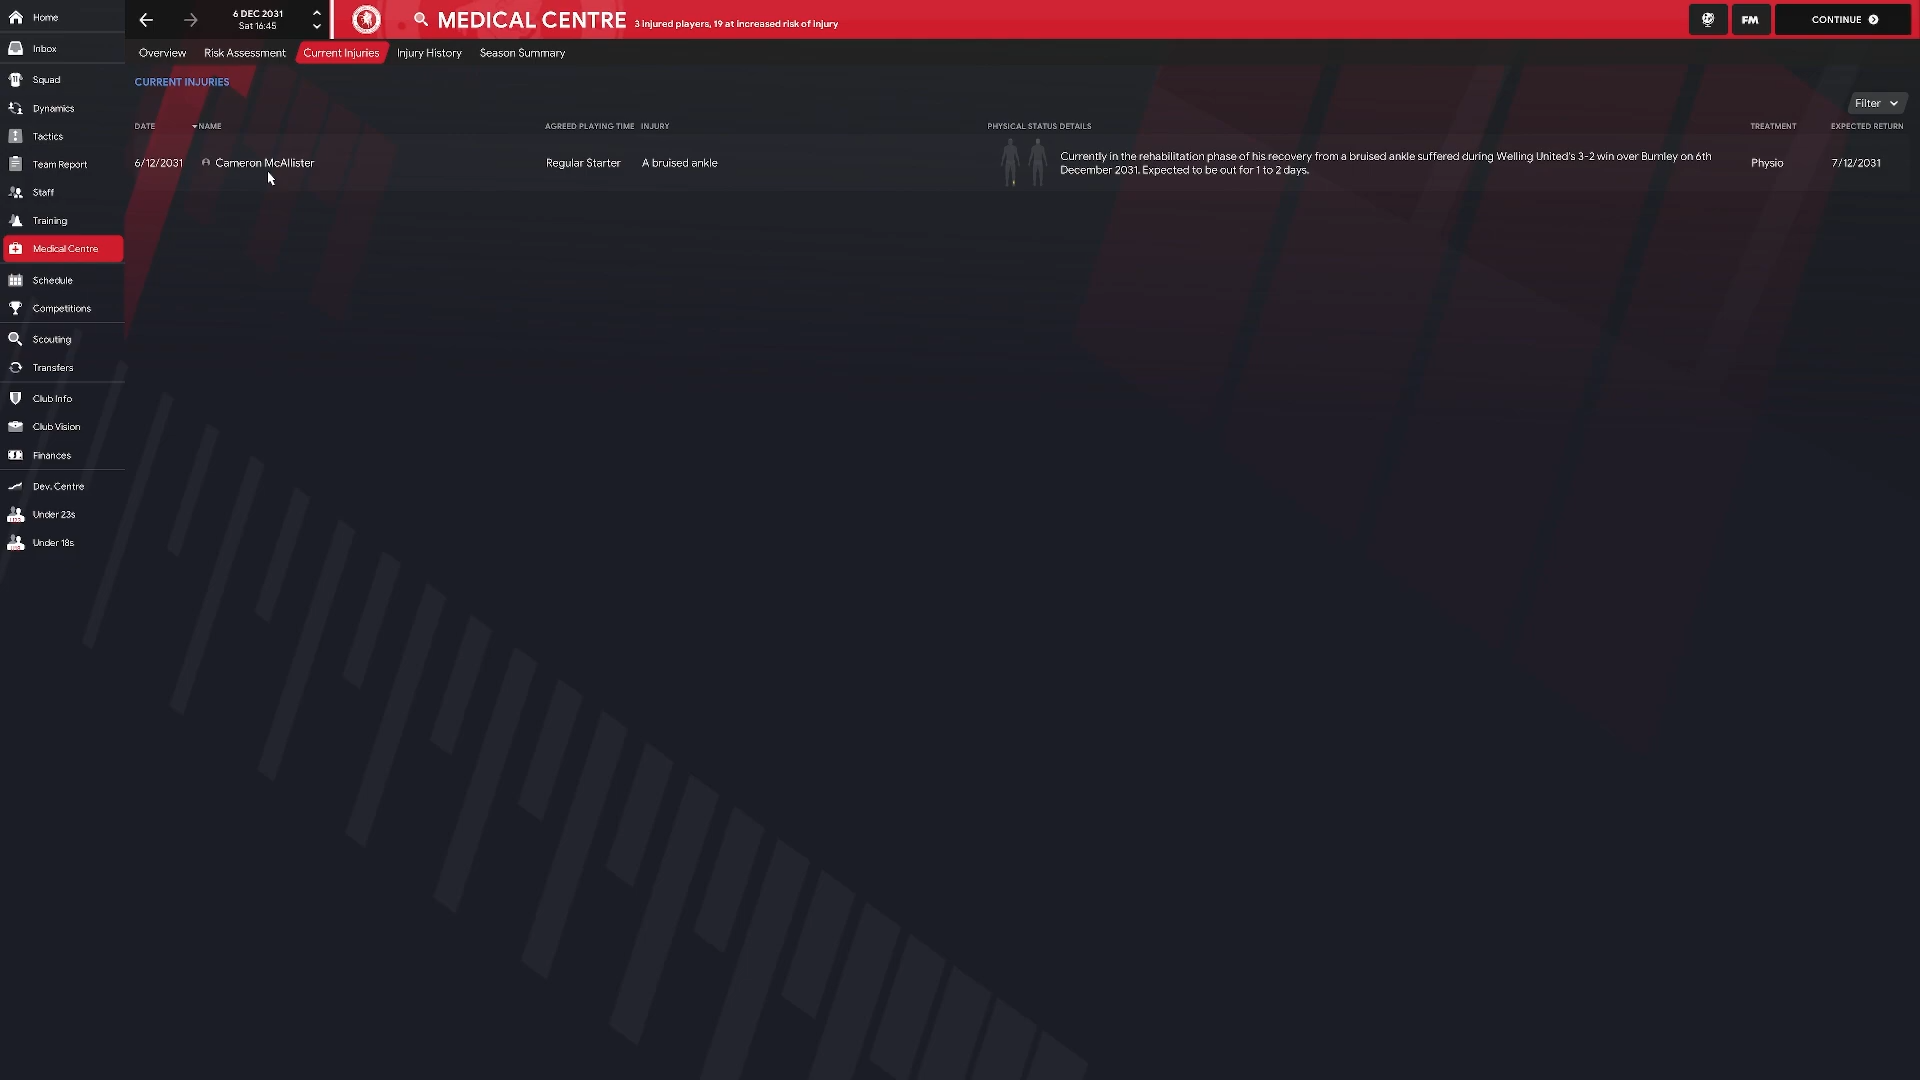 Home
6 DEC 2031
Sat 16:45
MEDICAL CENTRE
3 Injured players, 19 at increased risk of injury
FM
CONTINUE
Inbox
Overview
Risk Assessment
Current Injuries
Injury History
Season Summary
Squad
CURRENT INJURIES
Dynamics
Filter
DATE
NAME
AGREED PLAYING TIME
INJURY
PHYSICAL STATUS DETAILS
TREATMENT
EXPECTED RETURN
Tactics
6/12/2031
Cameron McAllister
Regular Starter
A bruised ankle
Currently in the rehabilitation phase of his recovery from a bruised ankle suffered during Welling United's 3-2 win over Burnley on 6th
December 2031. Expected to be out for 1 to 2 days.
Physio
7/12/2031
Team Report
Staff
Training
Medical Centre
Schedule
Competitions
Scouting
Transfers
Club Info
Club Vision
Finances
Dev. Centre
Under 23s
Under 18s